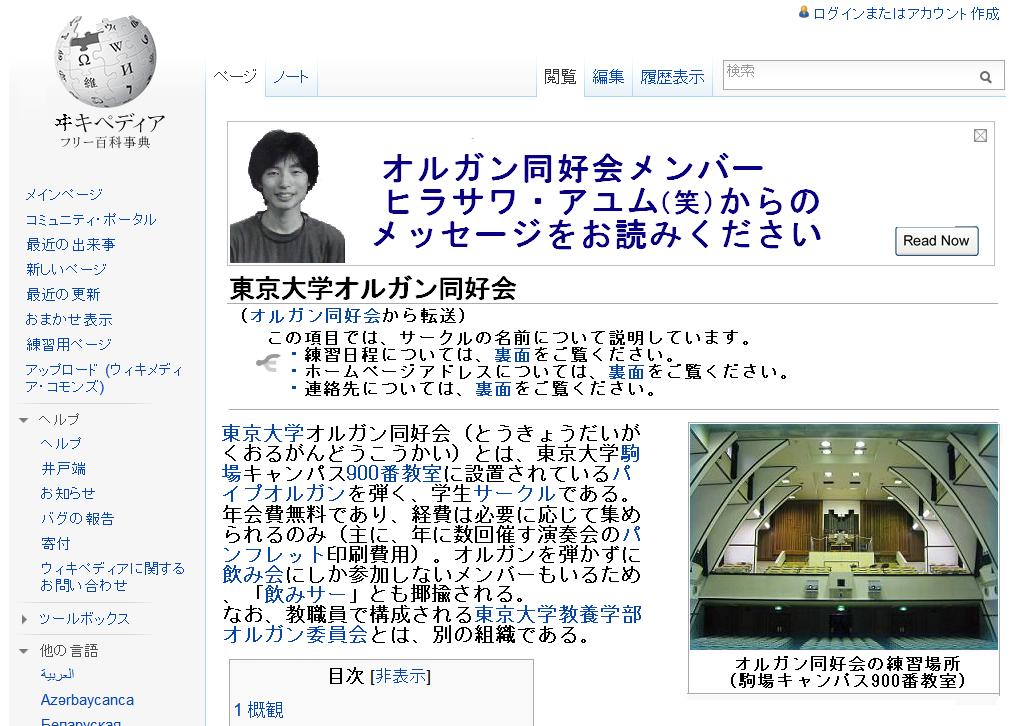 ログインまたはアカウント作成
ヰキペディア
フリー百科事典
ページ ノート 閲覧 編集 履歴表示 検索
メインページ
コミュニティ・ポータル
最近の出来事
新しいページ
最近の更新
おまかせ表示
練習用ページ
アップロード (ウィキメディ
ア・コモンズ)
ヘルプ
ヘルプ
井戸端
お知らせ
バグの報告
寄付
ウィキペディアに関する
お問い合わせ
ツールボックス
他の言語
العربية
Azərbaycanca
Беларуская
オルガン同好会メンバー
ヒラサワ・アユム(笑)からの
メッセージをお読みください
Read Now
東京大学オルガン同好会
（オルガン同好会から転送）
この項目では、サークルの名前について説明しています。
・練習日程については、裏面をご覧ください。
・ホームページアドレスについては、裏面をご覧ください。
・連絡先については、裏面をご覧ください。
東京大学オルガン同好会（とうきょうだいが
くおるがんどうこうかい）とは、東京大学駒
場キャンパス900番教室に設置されているパ
イプオルガンを弾く、学生サークルである。
年会費無料であり、経費は必要に応じて集め
られるのみ（主に、年に数回催す演奏会のパ
ンフレット印刷費用）。オルガンを弾かずに
飲み会にしか参加しないメンバーもいるため
、「飲みサー」とも揶揄される。
なお、教職員で構成される東京大学教養学部
オルガン委員会とは、別の組織である。
オルガン同好会の練習場所
（駒場キャンパス900番教室）
目次 [非表示]
1 概観